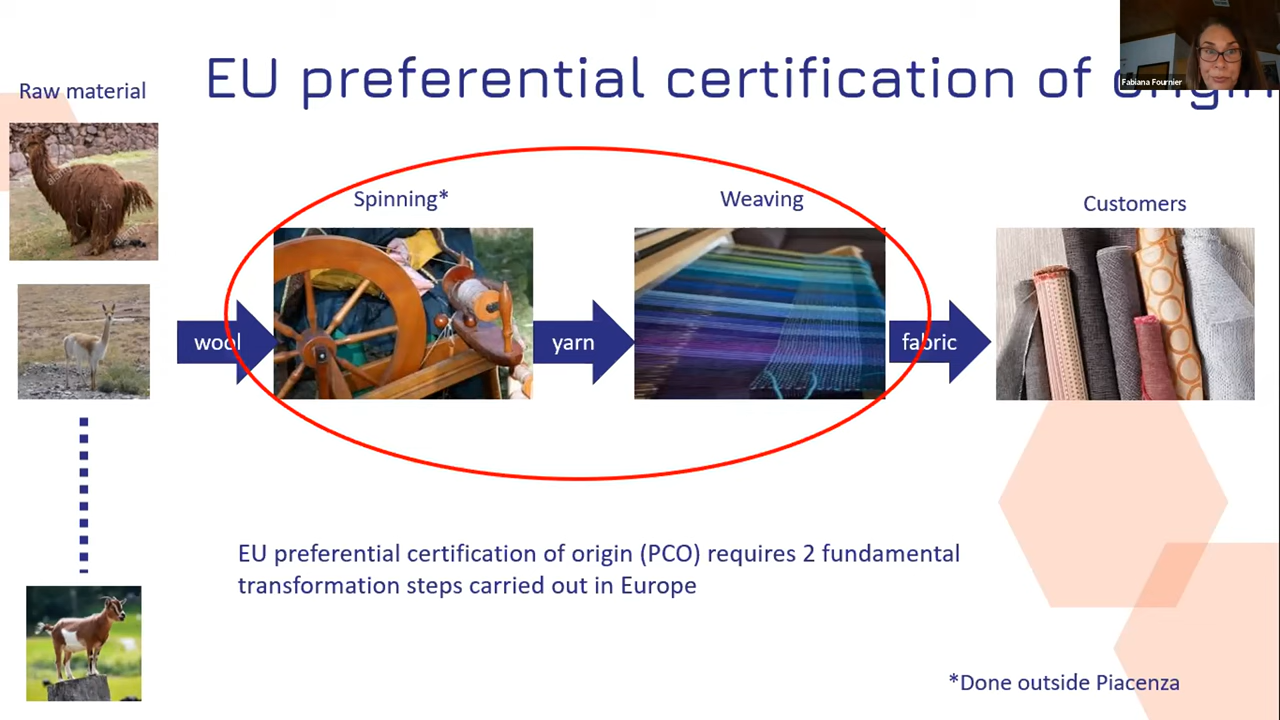 EU preferential certification of origin
Fabiana Fournier
Raw material
Spinning*
Weaving
Customers
wool
yarn
fabric
EU preferential certification of origin (PCO) requires 2 fundamental
transformation steps carried out in Europe
*Done outside Piacenza